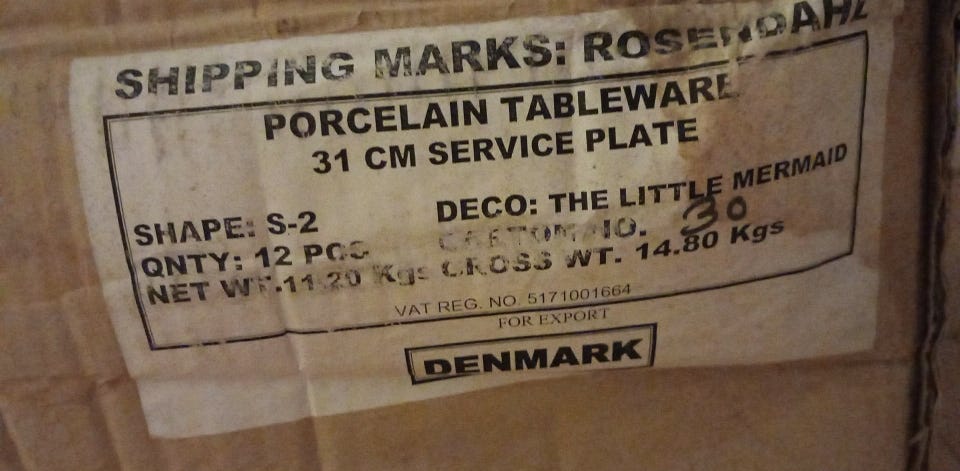 SHIPPING MARKS: ROSENDAHL
PORCELAIN TABLEWARE
31 CM SERVICE PLATE
SHAPE: S-2 DECO: THE LITTLE MERMAID
QNTY: 12 PCS CARTON NO. 30
NET WT.11.20 Kgs GROSS WT. 14.80 Kgs
VAT REG. NO. 5171001664
FOR EXPORT
DENMARK